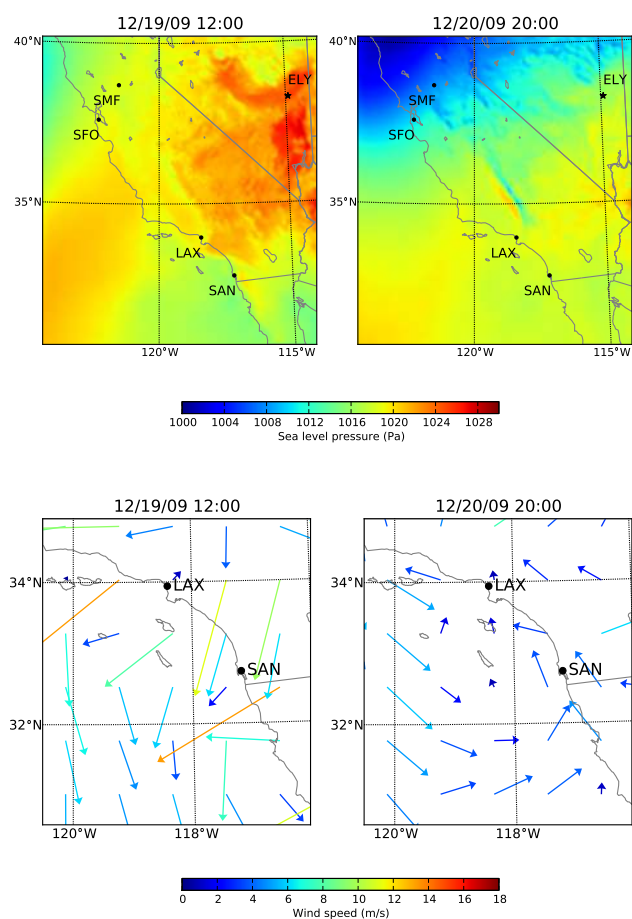 12/19/09 12:00
12/20/09 20:00
40°N
40°N
ELY
ELY
SMF
SMF
SFO
SFO
35°N
35°N
LAX
LAX
SAN
SAN
120°W
115°W
120°W
115°W
1000 1004 1008 1012 1016 1020 1024 1028
Sea level pressure (Pa)
12/19/09 12:00
12/20/09 20:00
34°N
LAX
34°N
LAX
SAN
SAN
32°N
32°N
120°W
118°W
120°W
118°W
0 2 4 6 8 10 12 14 16 18
Wind speed (m/s)